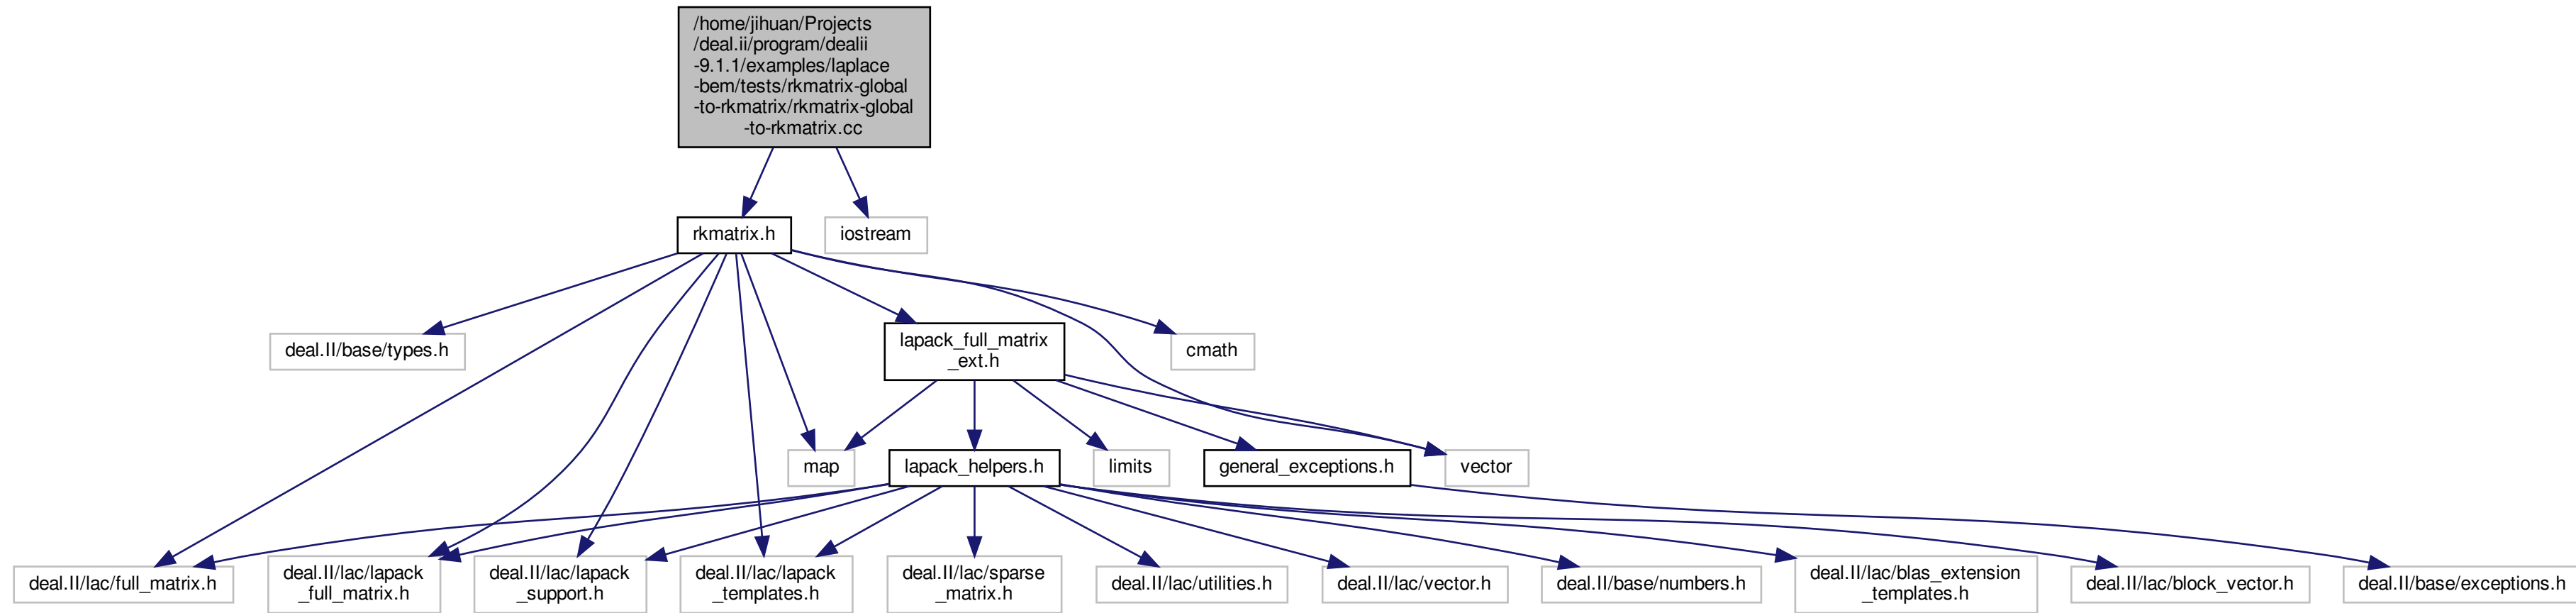 /home/jihuan/Projects
/deal.ii/program/dealii
-9.1.1/examples/laplace
-bem/tests/rkmatrix-global
-to-rkmatrix/rkmatrix-global
-to-rkmatrix.cc
rkmatrix.h
iostream
deal.II/base/types.h
lapack_full_matrix
_ext.h
cmath
map
lapack_helpers.h
limits
general_exceptions.h
vector
deal.II/lac/full_matrix.h
deal.II/lac/lapack
_full_matrix.h
deal.II/lac/lapack
_support.h
deal.II/lac/lapack
_templates.h
deal.II/lac/sparse
_matrix.h
deal.II/lac/utilities.h
deal.II/lac/vector.h
deal.II/base/numbers.h
deal.II/lac/blas_extension
_templates.h
deal.II/lac/block_vector.h
deal.II/base/exceptions.h